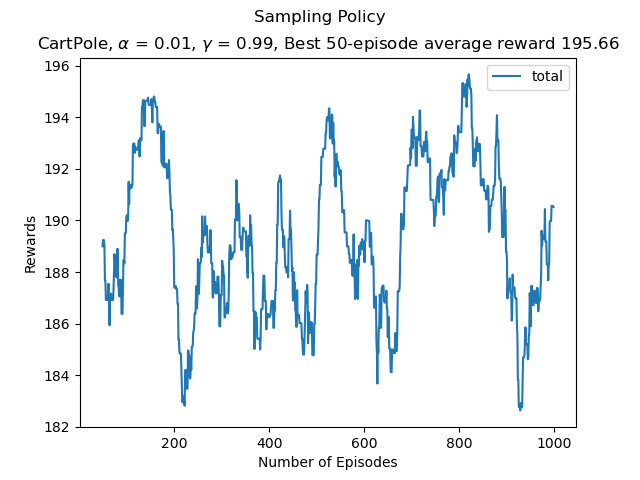 Sampling Policy
CartPole, α = 0.01, γ = 0.99, Best 50-episode average reward 195.66
total
196
194
192
190
188
186
184
182
Rewards
200
400
600
800
1000
Number of Episodes